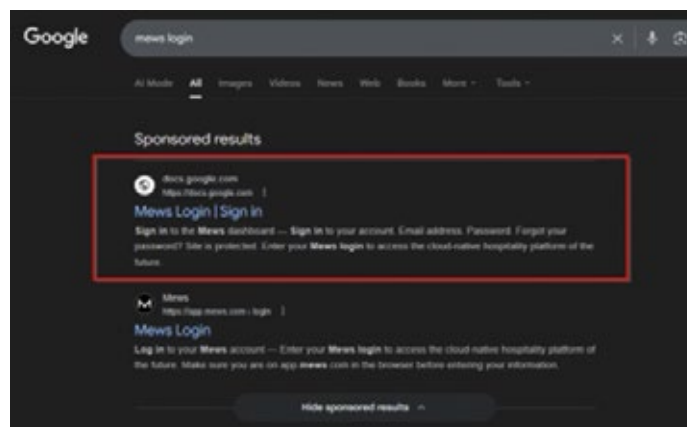 Google
mews login
AI Mode All Images Videos News Web Books More Tools
Sponsored results
docs.google.com
https://docs.google.com
Mews Login | Sign in
Sign in to the Mews dashboard — Sign in to your account. Email address. Password. Forgot your
password? Site is protected. Enter your Mews login to access the cloud-native hospitality platform of the
future.
Mews
https://app.mews.com › login
Mews Login
Log in to your Mews account — Enter your Mews login to access the cloud-native hospitality platform of
the future. Make sure you are on app.mews.com in the browser before entering your information.
Hide sponsored results